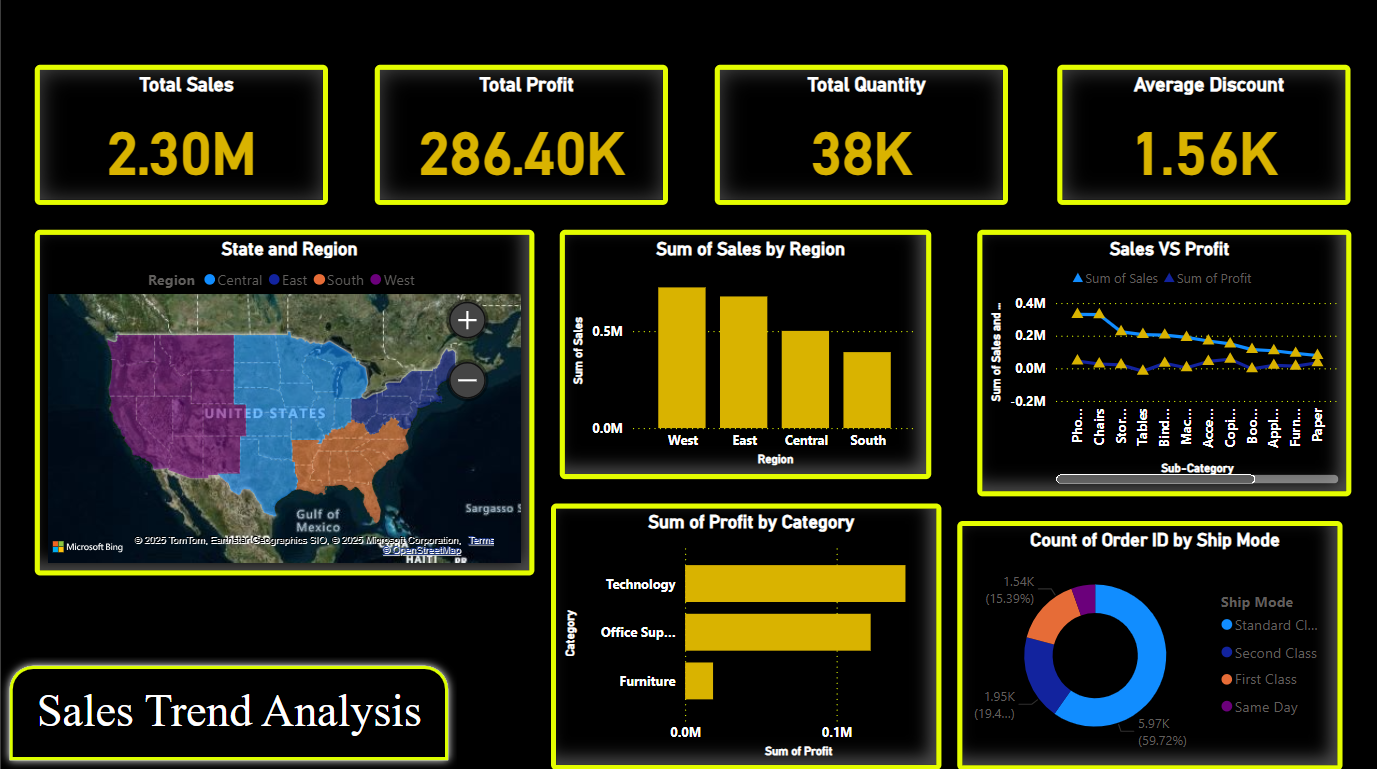 Total Sales
2.30M
Total Profit
286.40K
Total Quantity
38K
Average Discount
1.56K
State and Region
Region Central East South West
UNITED STATES
Gulf of
Mexico
Sargasso S
Microsoft Bing
© 2025 TomTom, Earthstar Geographics SIO, © 2025 Microsoft Corporation, Terms
© OpenStreetMap
HAITI PR
Sum of Sales by Region
Sum of Sales
0.5M
0.0M
West East Central South
Region
Sales VS Profit
Sum of Sales Sum of Profit
Sum of Sales and ...
0.4M
0.2M
0.0M
-0.2M
Pho... Chairs Stor... Tables Bind... Mac... Acce... Copi... Boo... Appl... Furn... Paper
Sub-Category
Sum of Profit by Category
Category
Technology
Office Sup...
Furniture
0.0M 0.1M
Sum of Profit
Count of Order ID by Ship Mode
1.54K
(15.39%)
1.95K
(19.4...)
5.97K
(59.72%)
Ship Mode
Standard Cl...
Second Class
First Class
Same Day
Sales Trend Analysis